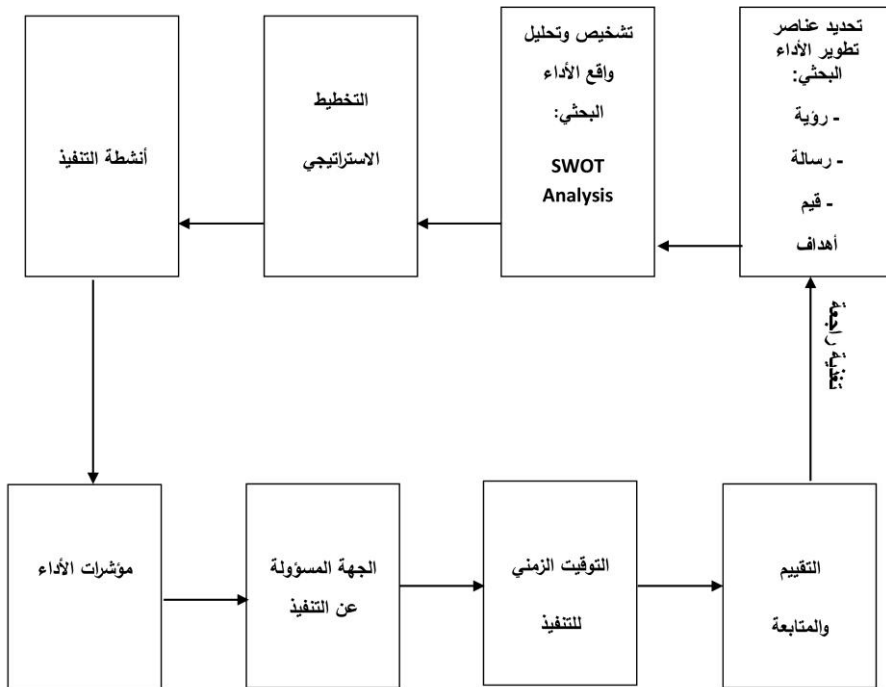 تحديد عناصر
تطوير الأداء
البحثي:
- رؤية
- رسالة
- قيم
أهداف
تشخيص وتحليل
واقع الأداء
البحثي:
SWOT
Analysis
التخطيط
الاستراتيجي
أنشطة التنفيذ
تغذية راجعة
مؤشرات الأداء
الجهة المسؤولة
عن التنفيذ
التوقيت الزمني
للتنفيذ
التقييم
والمتابعة